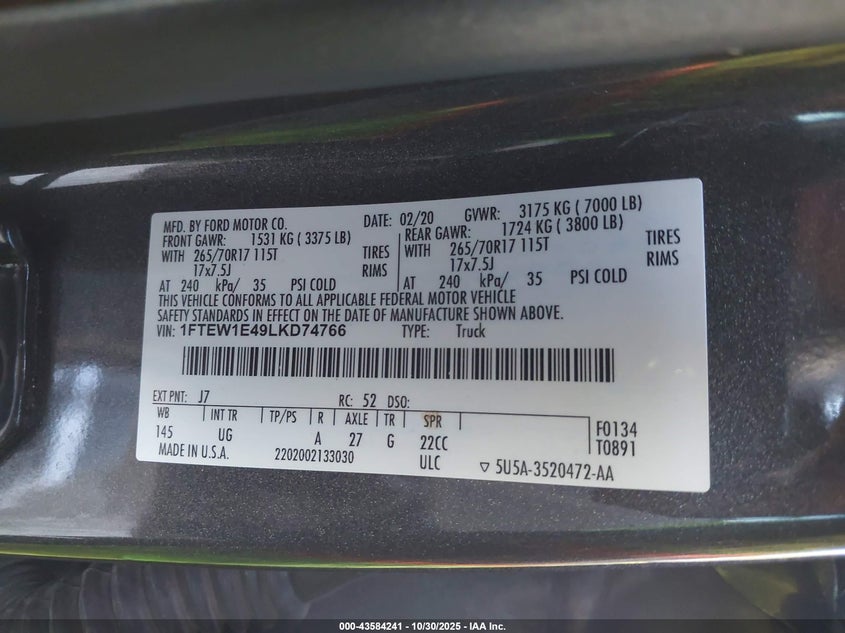 MFD. BY FORD MOTOR CO. DATE: 02/20 GVWR: 3175 KG ( 7000 LB)
FRONT GAWR: 1531 KG ( 3375 LB) REAR GAWR: 1724 KG ( 3800 LB)
WITH 265/70R17 115T TIRES WITH 265/70R17 115T TIRES
17x7.5J RIMS 17x7.5J RIMS
AT 240 kPa/ 35 PSI COLD AT 240 kPa/ 35 PSI COLD
THIS VEHICLE CONFORMS TO ALL APPLICABLE FEDERAL MOTOR VEHICLE
SAFETY STANDARDS IN EFFECT ON THE DATE OF MANUFACTURE SHOWN ABOVE.
VIN: 1FTEW1E49LKD74766 TYPE: Truck
EXT PNT: J7 RC: 52 DSO:
WB INT TR TP/PS R AXLE TR SPR
145 UG A 27 G 22CC F0134
ULC T0891
MADE IN U.S.A. 2202002133030 ▽ 5U5A-3520472-AA
000-43584241 - 10/30/2025 - IAA Inc.